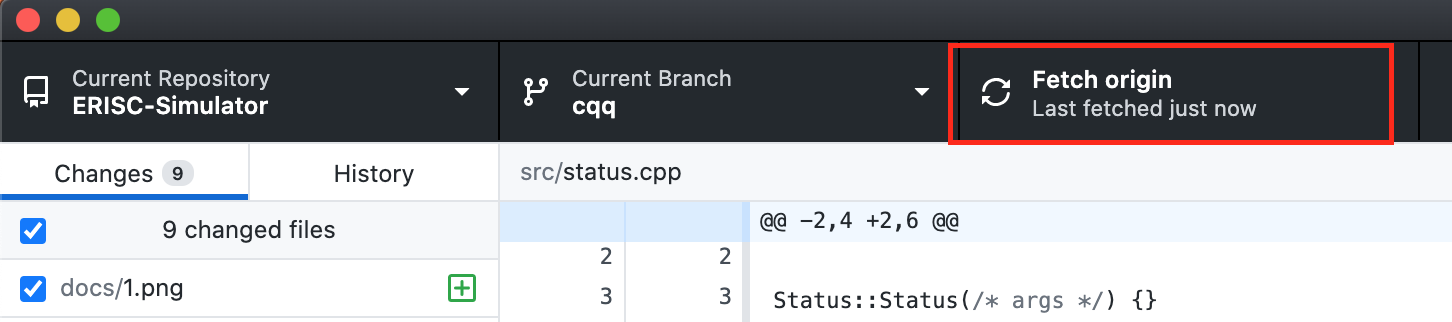 Current Repository
ERISC-Simulator
Current Branch
cqq
Fetch origin
Last fetched just now
Changes 9
History
src/status.cpp
9 changed files
@@ -2,4 +2,6 @@
2 2
docs/1.png
3 3 Status::Status(/* args */) {}